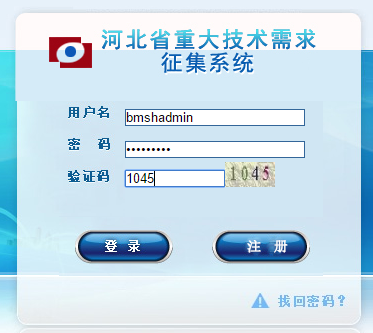 河北省重大技术需求
征集系统
用户名 bmshadmin
密 码 •••••••••
验证码 1045 1045
登 录 注 册
找回密码?